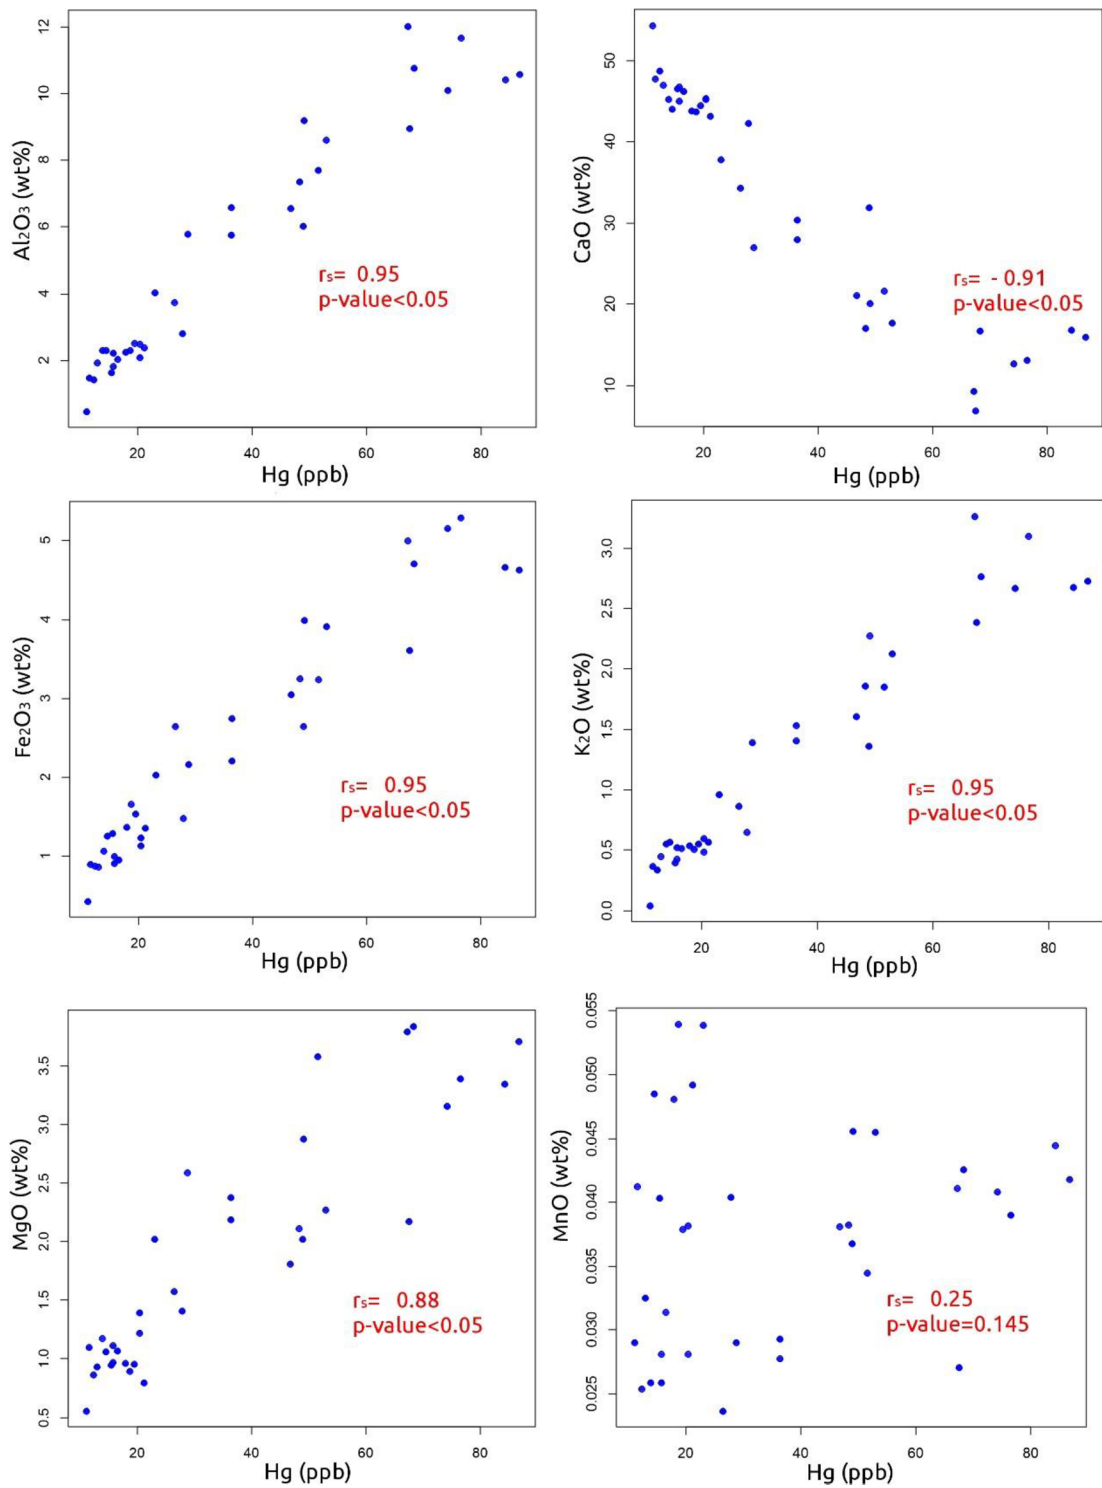 Al₂O₃ (wt%)
12
10
8
6
4
2
rₛ= 0.95
p-value<0.05
20 40 60 80
Hg (ppb)
CaO (wt%)
50
40
30
20
10
rₛ= - 0.91
p-value<0.05
20 40 60 80
Hg (ppb)
Fe₂O₃ (wt%)
5
4
3
2
1
rₛ= 0.95
p-value<0.05
20 40 60 80
Hg (ppb)
K₂O (wt%)
3.0
2.5
2.0
1.5
1.0
0.5
0.0
rₛ= 0.95
p-value<0.05
20 40 60 80
Hg (ppb)
MgO (wt%)
3.5
3.0
2.5
2.0
1.5
1.0
0.5
rₛ= 0.88
p-value<0.05
20 40 60 80
Hg (ppb)
MnO (wt%)
0.055
0.050
0.045
0.040
0.035
0.030
0.025
rₛ= 0.25
p-value=0.145
20 40 60 80
Hg (ppb)